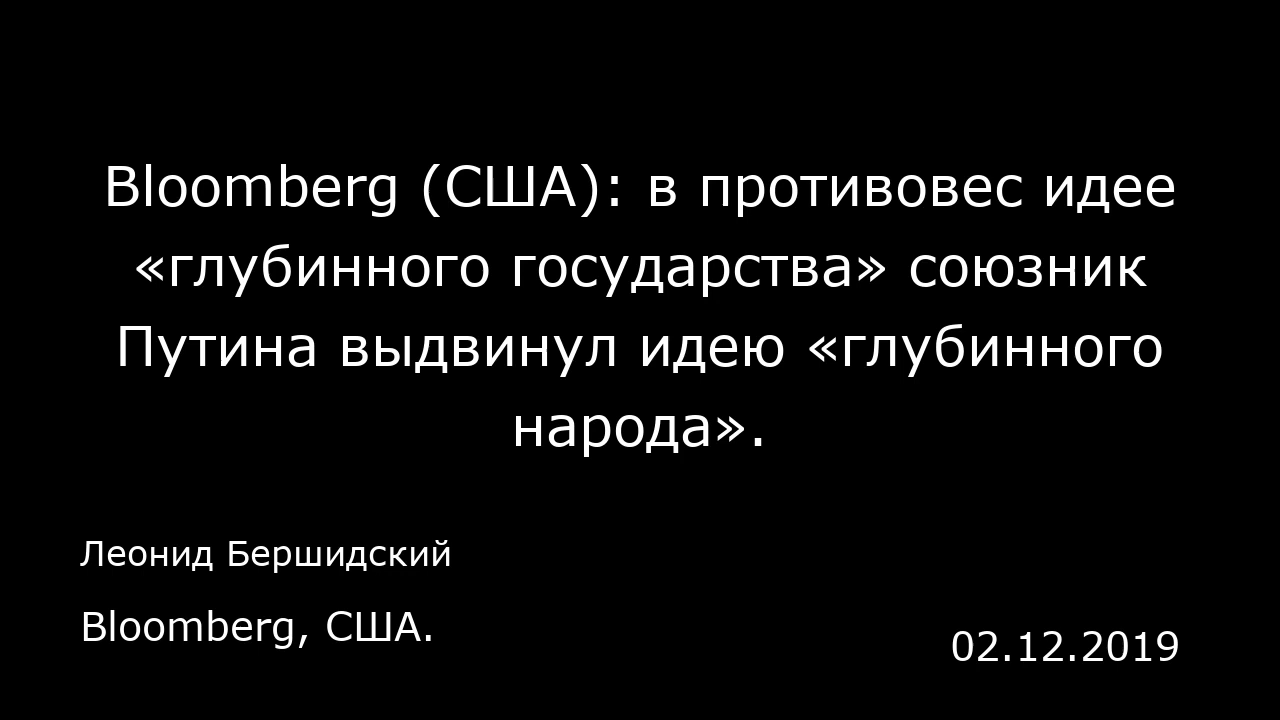 Bloomberg (США): в противовес идее
«глубинного государства» союзник
Путина выдвинул идею «глубинного
народа».
Леонид Бершидский
Bloomberg, США.
02.12.2019